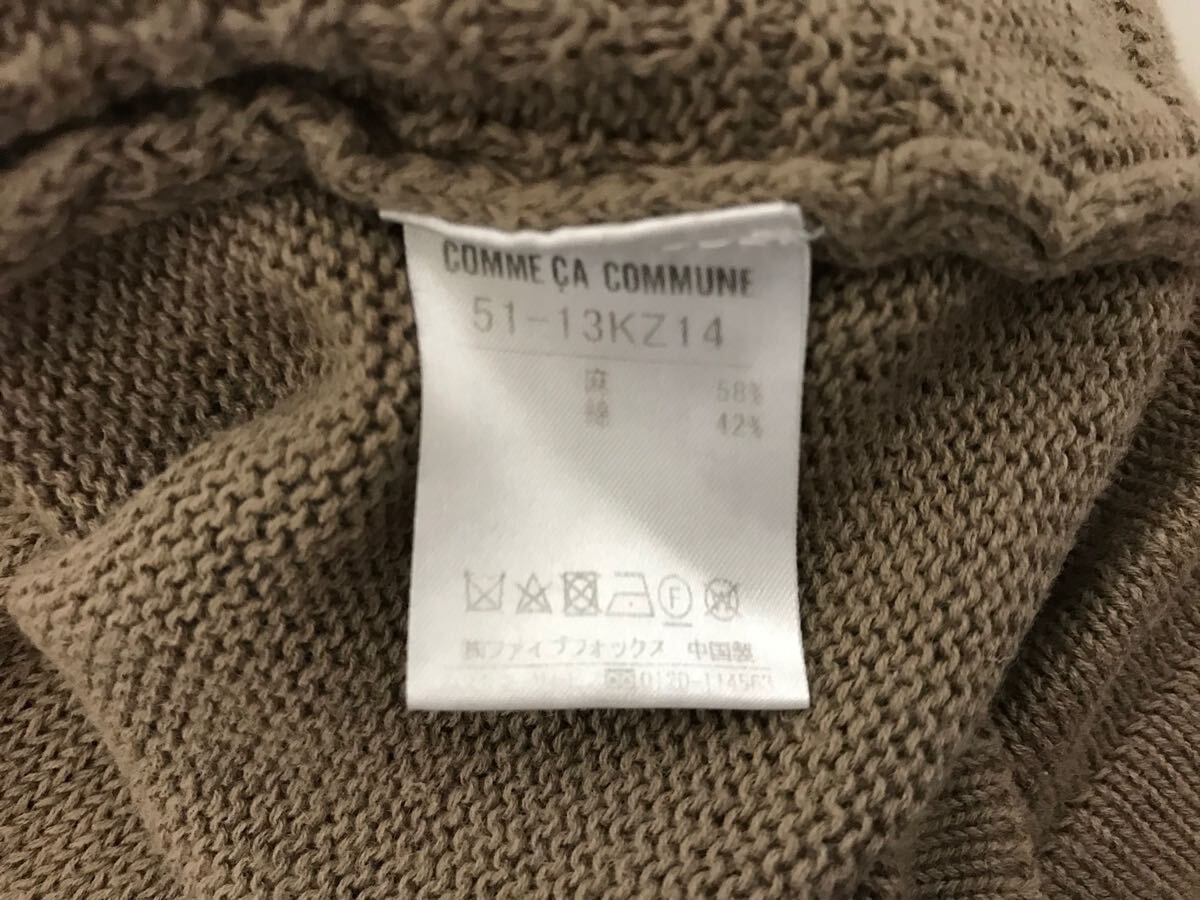 COMME ÇA COMMUNE
51-13KZ14
麻 58%
綿 42%
F W
㈱ファイブフォックス 中国製
0120-114563